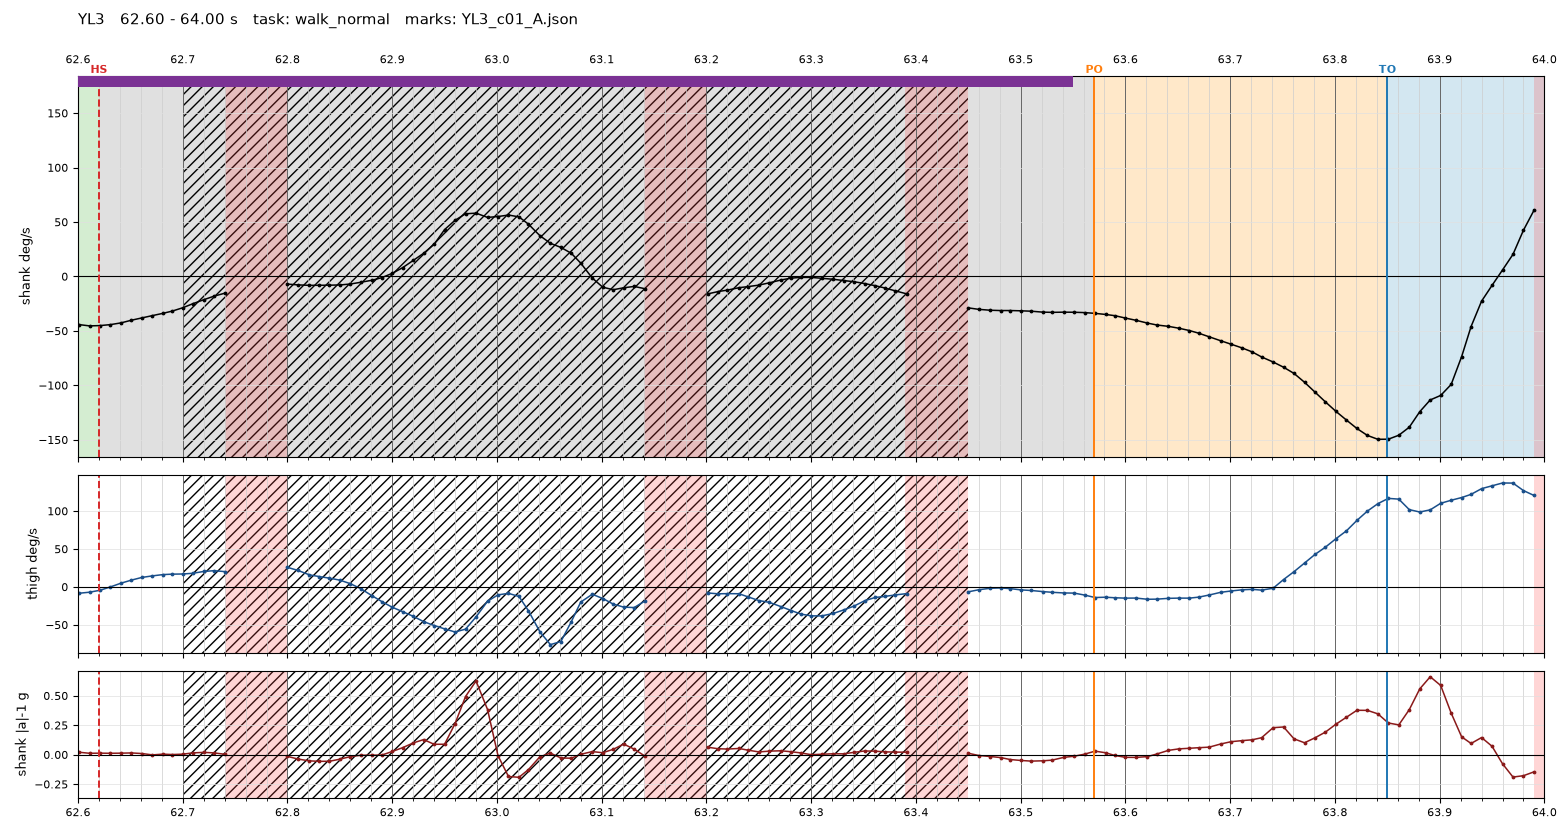 YL3   62.60 - 64.00 s   task: walk_normal   marks: YL3_c01_A.json
62.6 62.7 62.8 62.9 63.0 63.1 63.2 63.3 63.4 63.5 63.6 63.7 63.8 63.9 64.0
HS PO TO
shank deg/s
150
100
50
0
−50
−100
−150
thigh deg/s
100
50
0
−50
shank |a|-1 g
0.50
0.25
0.00
−0.25
62.6 62.7 62.8 62.9 63.0 63.1 63.2 63.3 63.4 63.5 63.6 63.7 63.8 63.9 64.0